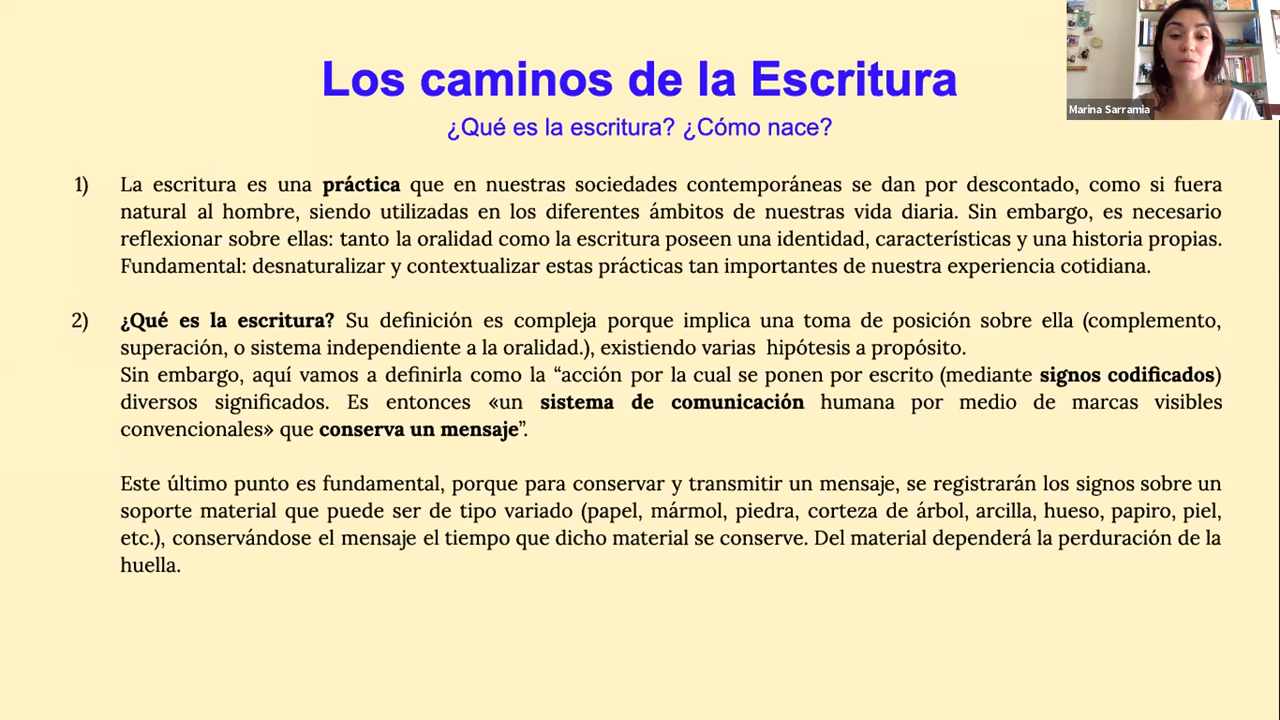 Los caminos de la Escritura
¿Qué es la escritura? ¿Cómo nace?
Marina Sarramia
1) La escritura es una práctica que en nuestras sociedades contemporáneas se dan por descontado, como si fuera
natural al hombre, siendo utilizadas en los diferentes ámbitos de nuestras vida diaria. Sin embargo, es necesario
reflexionar sobre ellas: tanto la oralidad como la escritura poseen una identidad, características y una historia propias.
Fundamental: desnaturalizar y contextualizar estas prácticas tan importantes de nuestra experiencia cotidiana.
2) ¿Qué es la escritura? Su definición es compleja porque implica una toma de posición sobre ella (complemento,
superación, o sistema independiente a la oralidad.), existiendo varias hipótesis a propósito.
Sin embargo, aquí vamos a definirla como la “acción por la cual se ponen por escrito (mediante signos codificados)
diversos significados. Es entonces «un sistema de comunicación humana por medio de marcas visibles
convencionales» que conserva un mensaje”.
Este último punto es fundamental, porque para conservar y transmitir un mensaje, se registrarán los signos sobre un
soporte material que puede ser de tipo variado (papel, mármol, piedra, corteza de árbol, arcilla, hueso, papiro, piel,
etc.), conservándose el mensaje el tiempo que dicho material se conserve. Del material dependerá la perduración de la
huella.